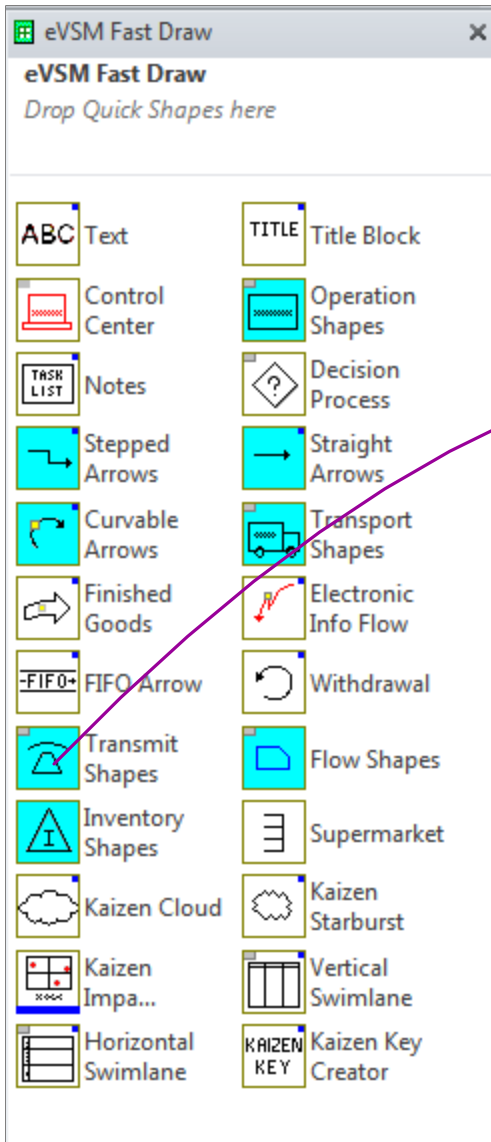 eVSM Fast Draw
eVSM Fast Draw
Drop Quick Shapes here
ABC Text
TITLE Title Block
Control
Center
Operation
Shapes
TASK
LIST
Notes
?
Decision
Process
Stepped
Arrows
Straight
Arrows
Curvable
Arrows
Transport
Shapes
Finished
Goods
Electronic
Info Flow
FIFO FIFO Arrow
Withdrawal
Transmit
Shapes
Flow Shapes
I
Inventory
Shapes
Supermarket
Kaizen Cloud
Kaizen
Starburst
Kaizen
Impa...
Vertical
Swimlane
Horizontal
Swimlane
KAIZEN
KEY
Kaizen Key
Creator